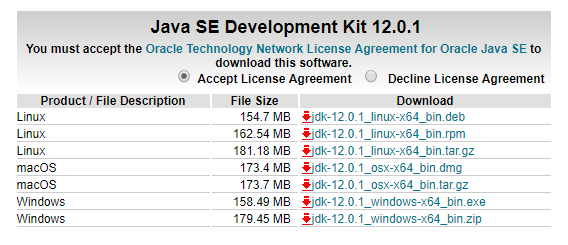 Java SE Development Kit 12.0.1
You must accept the Oracle Technology Network License Agreement for Oracle Java SE to
download this software.
Accept License Agreement Decline License Agreement
Product / File Description File Size Download
Linux 154.7 MB jdk-12.0.1_linux-x64_bin.deb
Linux 162.54 MB jdk-12.0.1_linux-x64_bin.rpm
Linux 181.18 MB jdk-12.0.1_linux-x64_bin.tar.gz
macOS 173.4 MB jdk-12.0.1_osx-x64_bin.dmg
macOS 173.7 MB jdk-12.0.1_osx-x64_bin.tar.gz
Windows 158.49 MB jdk-12.0.1_windows-x64_bin.exe
Windows 179.45 MB jdk-12.0.1_windows-x64_bin.zip